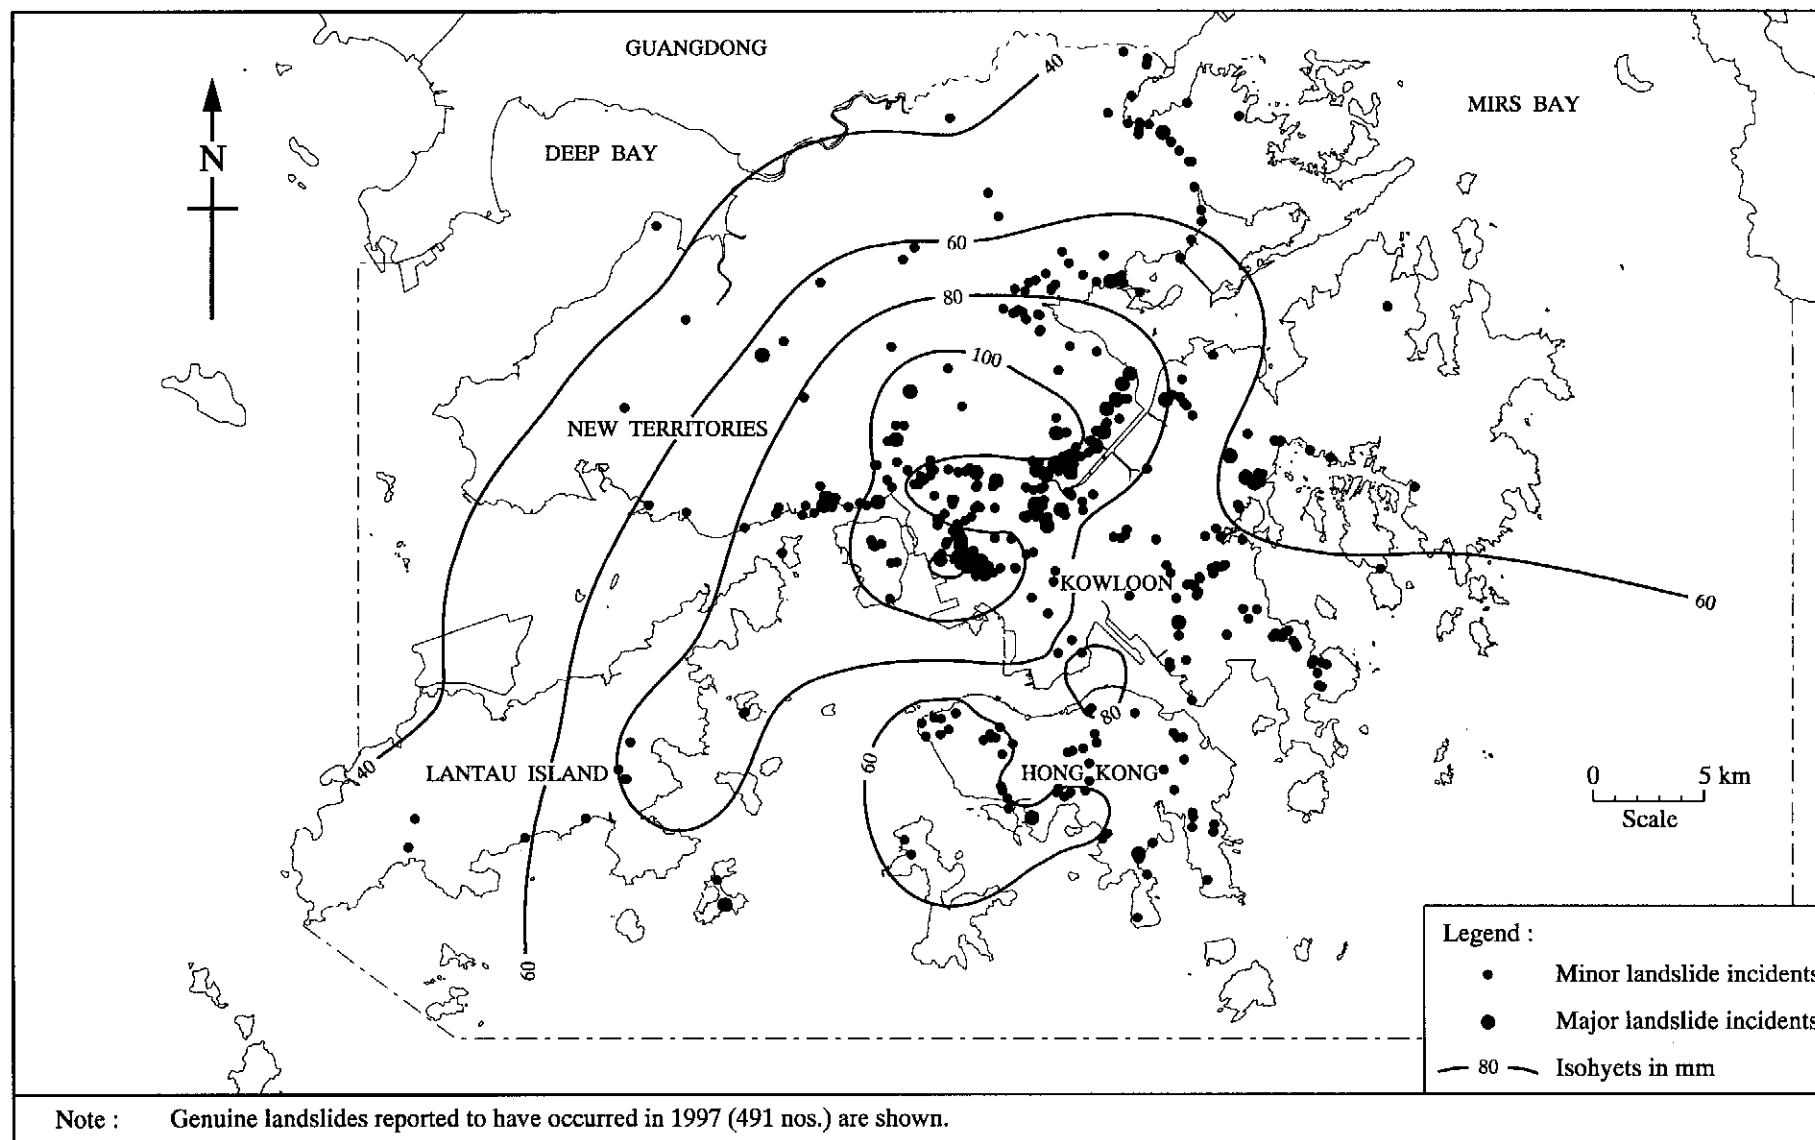 GUANGDONG
40
MIRS BAY
DEEP BAY
N
60
80
100
NEW TERRITORIES
KOWLOON
60
80
60
40
LANTAU ISLAND
HONG KONG
0 5 km
Scale
60
Legend :
Minor landslide incidents
Major landslide incidents
80 Isohyets in mm
Note : Genuine landslides reported to have occurred in 1997 (491 nos.) are shown.